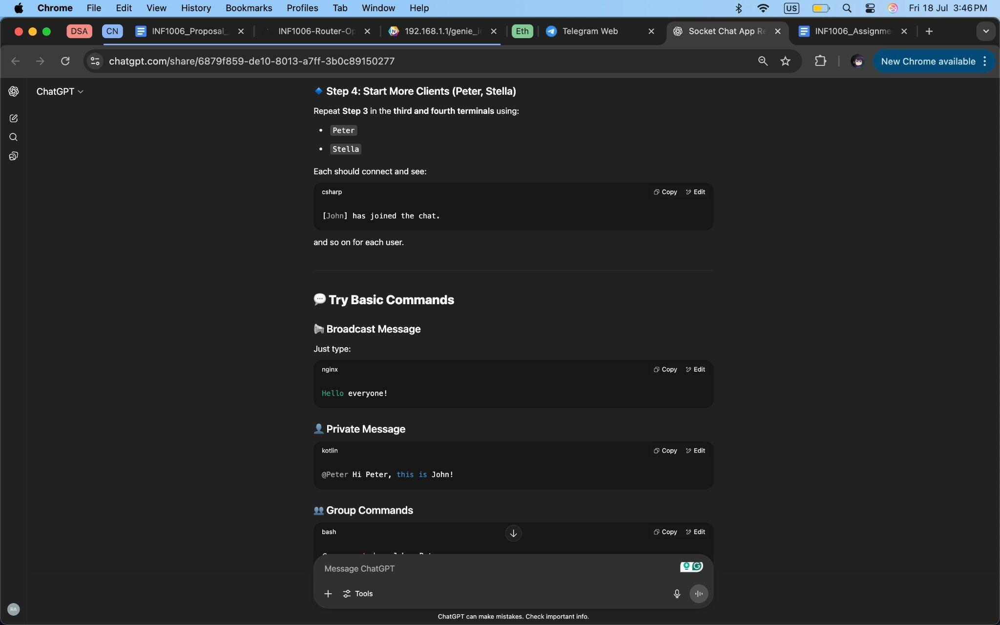 Chrome File Edit View History Bookmarks Profiles Tab Window Help US Fri 18 Jul 3:46 PM
DSA CN INF1006_Proposal_ INF1006-Router-Op 192.168.1.1/genie_i Eth Telegram Web Socket Chat App Re INF1006_Assignme
chatgpt.com/share/6879f859-de10-8013-a7ff-3b0c89150277 New Chrome available
ChatGPT
Step 4: Start More Clients (Peter, Stella)
Repeat Step 3 in the third and fourth terminals using:
• Peter
• Stella
Each should connect and see:
csharp Copy Edit
[John] has joined the chat.
and so on for each user.
Try Basic Commands
Broadcast Message
Just type:
nginx Copy Edit
Hello everyone!
Private Message
kotlin Copy Edit
@Peter Hi Peter, this is John!
Group Commands
bash Copy Edit
Message ChatGPT
Tools
RA
ChatGPT can make mistakes. Check important info.